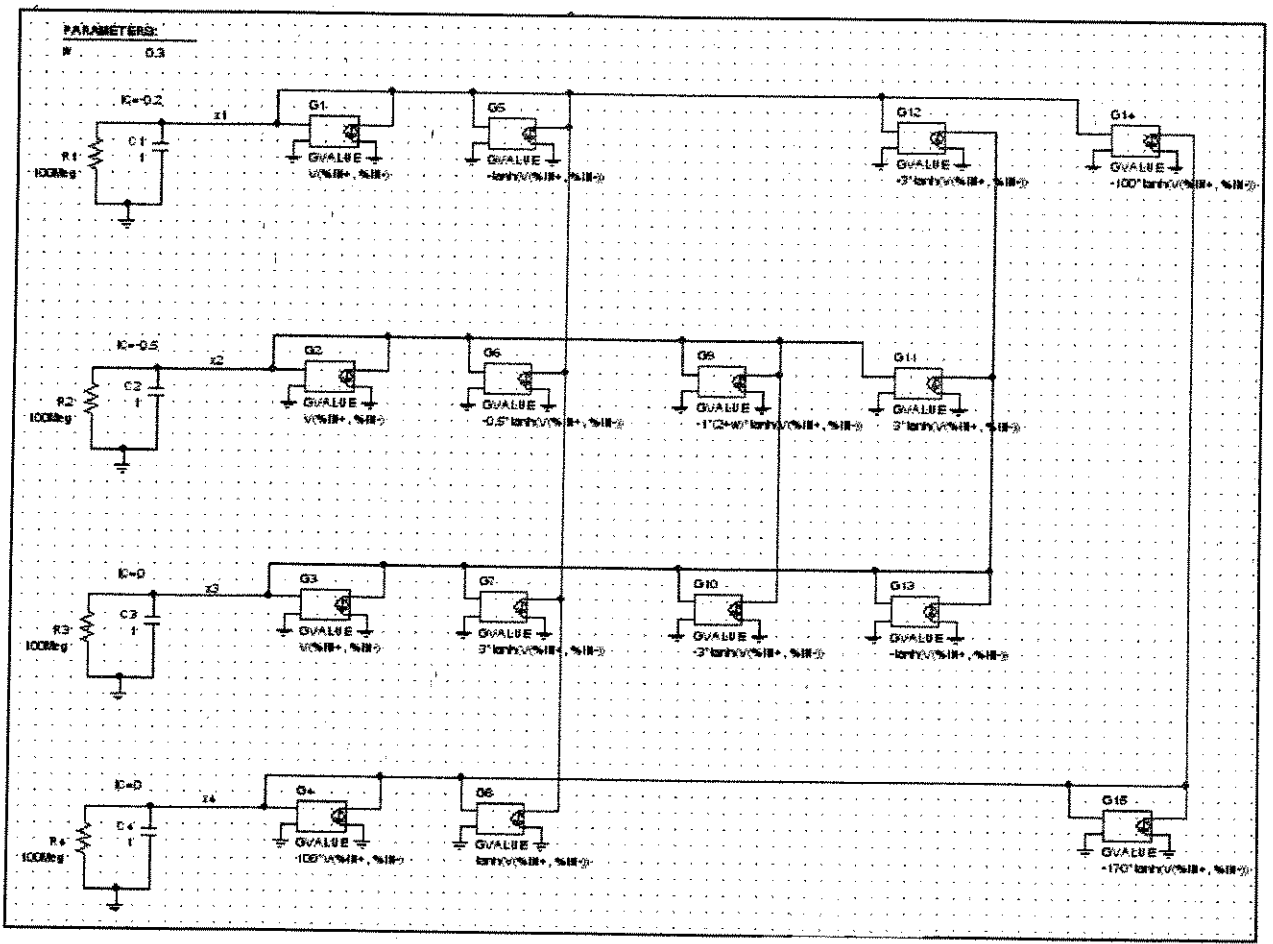 PARAMETERS:
W 0.3
IC=-0.2
x1
R1
100Meg
C1
1
G1
GVALUE
V(%IN+, %IN-)
G5
GVALUE
-tanh(V(%IN+, %IN-))
G12
GVALUE
-3*tanh(V(%IN+, %IN-))
G14
GVALUE
-100*tanh(V(%IN+, %IN-))
IC=-0.5
x2
R2
100Meg
C2
1
G2
GVALUE
V(%IN+, %IN-)
G6
GVALUE
-0.5*tanh(V(%IN+, %IN-))
G9
GVALUE
-1*(2+w)*tanh(V(%IN+, %IN-))
G11
GVALUE
3*tanh(V(%IN+, %IN-))
IC=0
x3
R3
100Meg
C3
1
G3
GVALUE
V(%IN+, %IN-)
G7
GVALUE
3*tanh(V(%IN+, %IN-))
G10
GVALUE
-3*tanh(V(%IN+, %IN-))
G13
GVALUE
-tanh(V(%IN+, %IN-))
IC=0
x4
R4
100Meg
C4
1
G4
GVALUE
100*V(%IN+, %IN-)
GVALUE
tanh(V(%IN+, %IN-))
G15
GVALUE
-170*tanh(V(%IN+, %IN-))